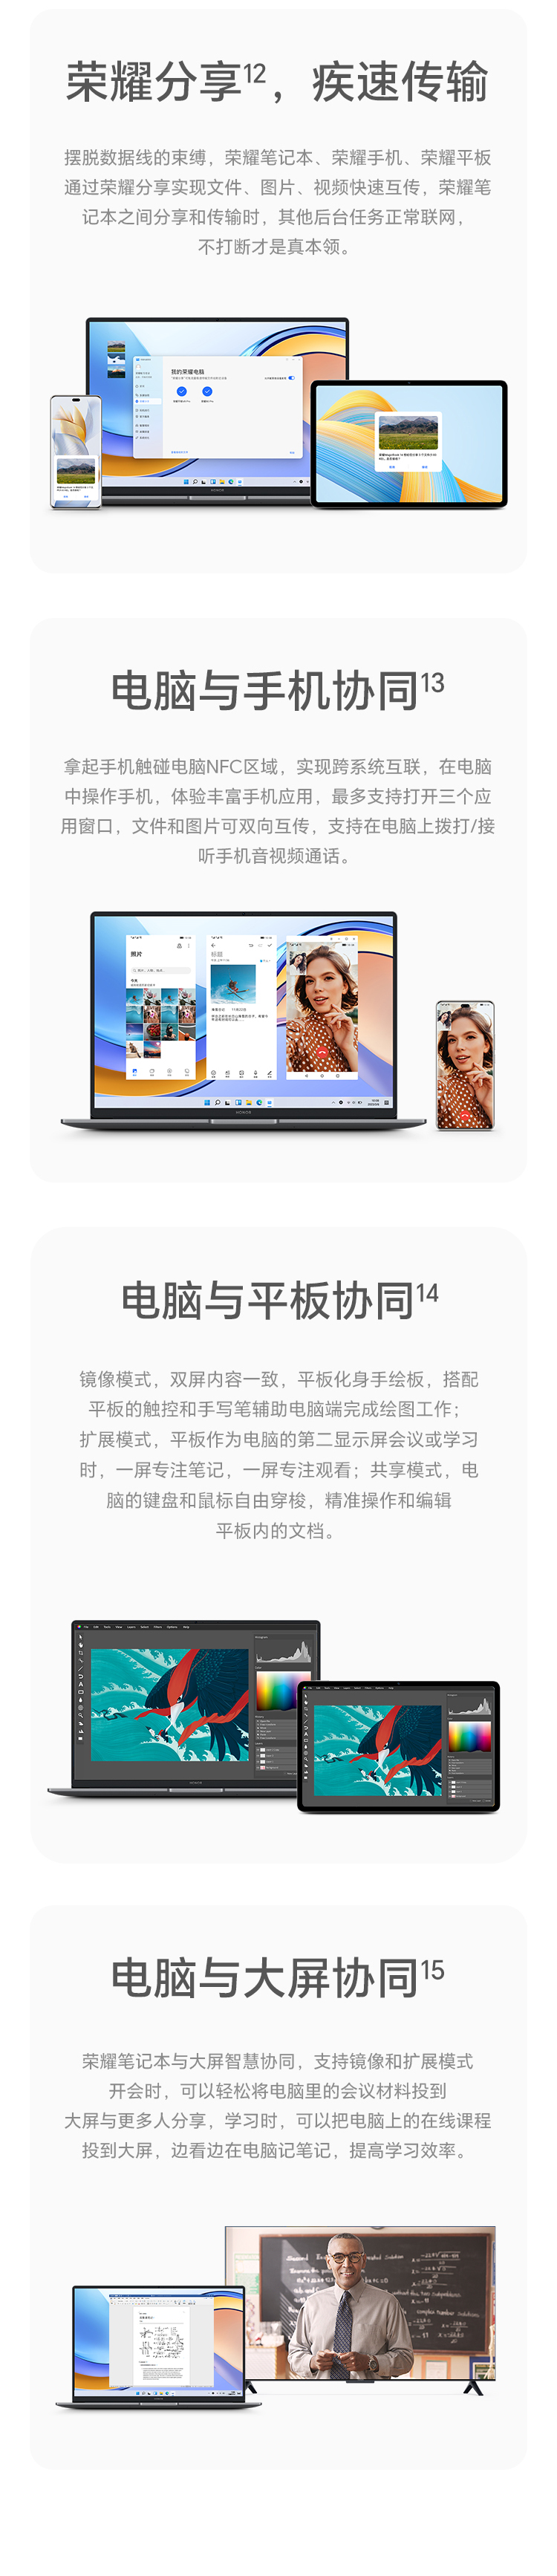 荣耀分享12，疾速传输
摆脱数据线的束缚，荣耀笔记本、荣耀手机、荣耀平板
通过荣耀分享实现文件、图片、视频快速互传，荣耀笔
记本之间分享和传输时，其他后台任务正常联网，
不打断才是真本领。
我的荣耀电脑
HONOR
电脑与手机协同13
拿起手机触碰电脑NFC区域，实现跨系统互联，在电脑
中操作手机，体验丰富手机应用，最多支持打开三个应
用窗口，文件和图片可双向互传，支持在电脑上拨打/接
听手机音视频通话。
照片
标题
HONOR
电脑与平板协同14
镜像模式，双屏内容一致，平板化身手绘板，搭配
平板的触控和手写笔辅助电脑端完成绘图工作；
扩展模式，平板作为电脑的第二显示屏会议或学习
时，一屏专注笔记，一屏专注观看；共享模式，电
脑的键盘和鼠标自由穿梭，精准操作和编辑
平板内的文档。
HONOR
电脑与大屏协同15
荣耀笔记本与大屏智慧协同，支持镜像和扩展模式
开会时，可以轻松将电脑里的会议材料投到
大屏与更多人分享，学习时，可以把电脑上的在线课程
投到大屏，边看边在电脑记笔记，提高学习效率。